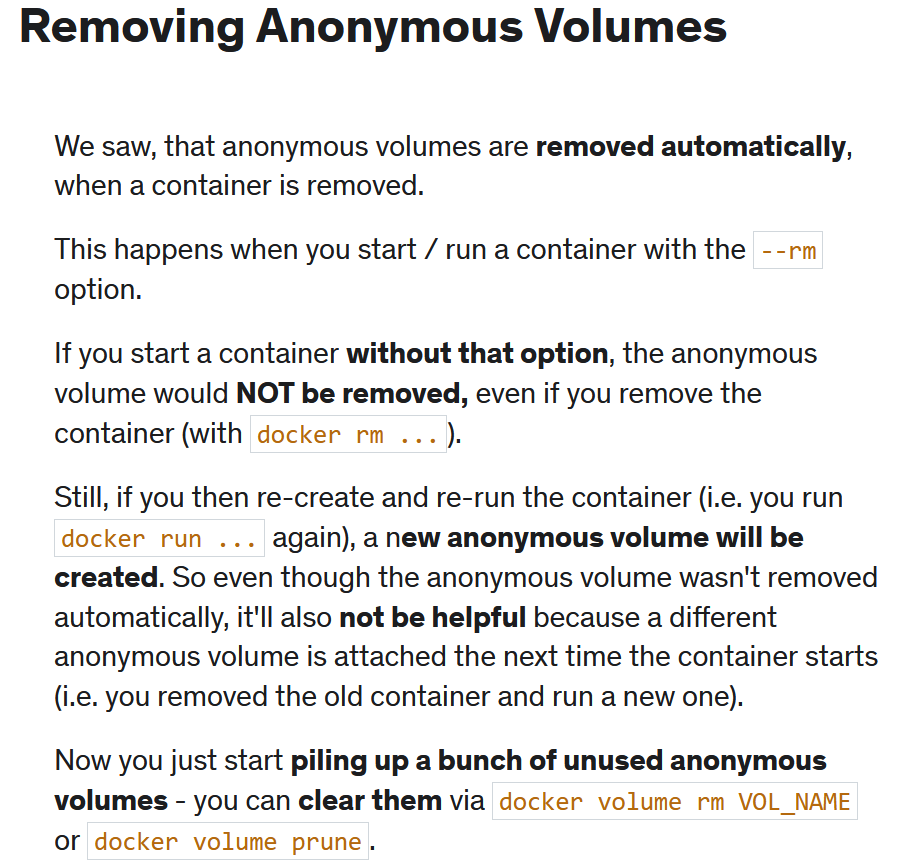 Removing Anonymous Volumes
We saw, that anonymous volumes are removed automatically,
when a container is removed.
This happens when you start / run a container with the --rm
option.
If you start a container without that option, the anonymous
volume would NOT be removed, even if you remove the
container (with docker rm ...).
Still, if you then re-create and re-run the container (i.e. you run
docker run ... again), a new anonymous volume will be
created. So even though the anonymous volume wasn't removed
automatically, it'll also not be helpful because a different
anonymous volume is attached the next time the container starts
(i.e. you removed the old container and run a new one).
Now you just start piling up a bunch of unused anonymous
volumes - you can clear them via docker volume rm VOL_NAME
or docker volume prune.